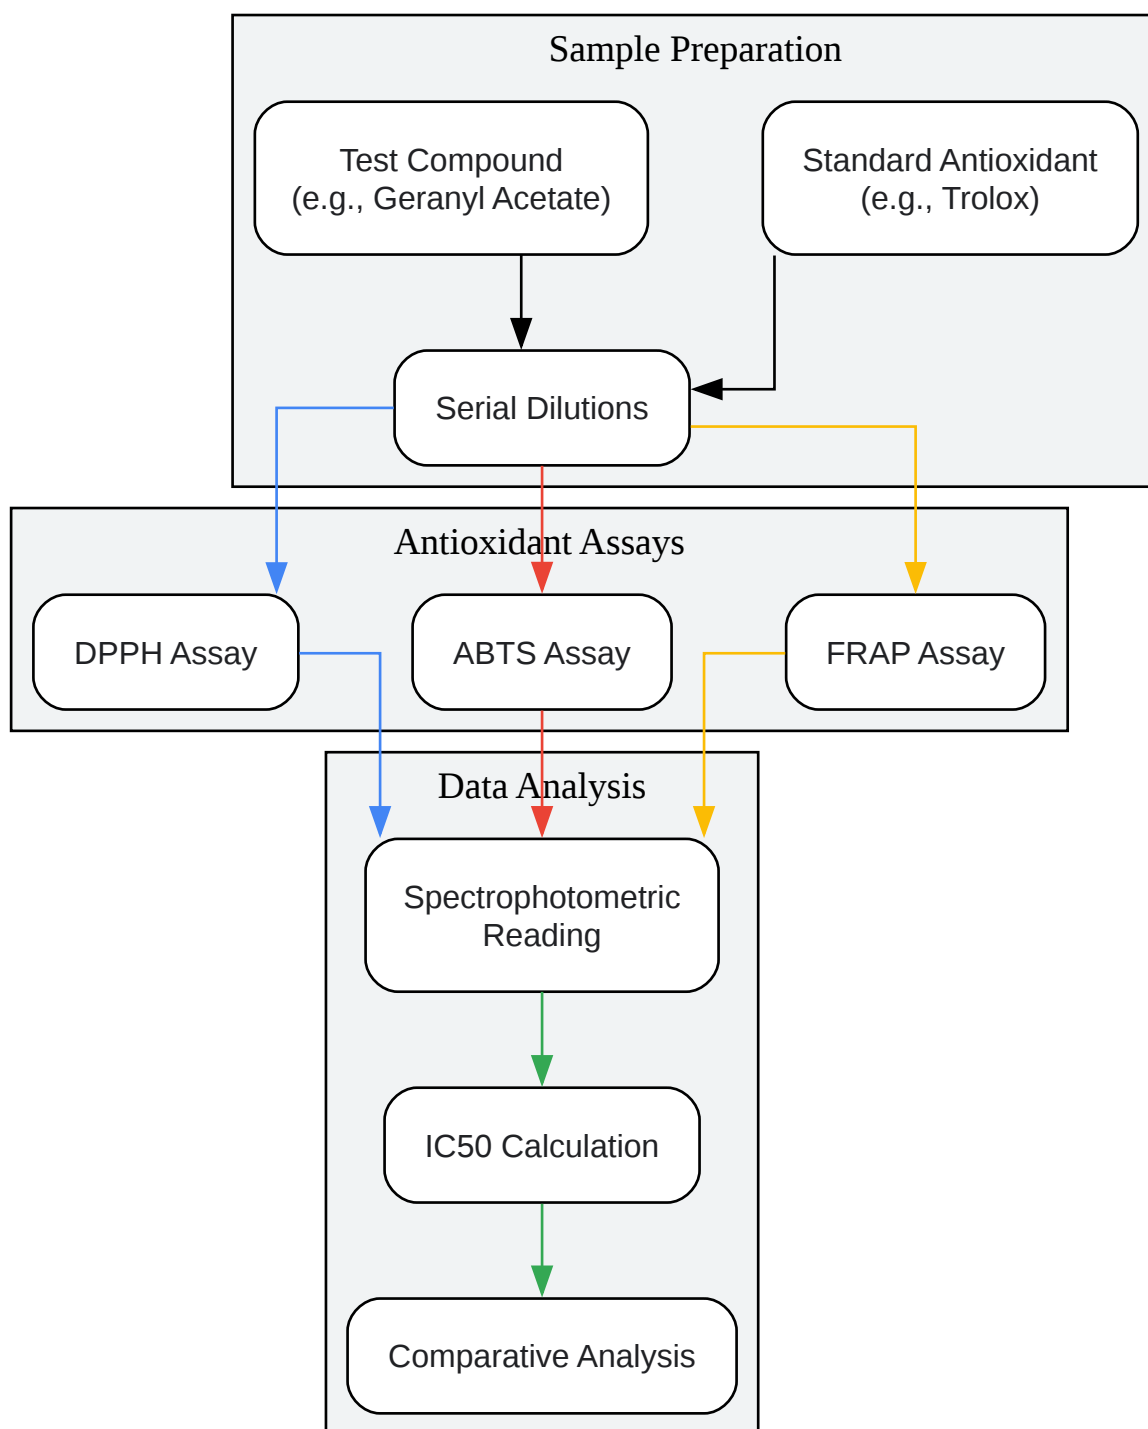 Sample Preparation
Test Compound
(e.g., Geranyl Acetate)
Standard Antioxidant
(e.g., Trolox)
Serial Dilutions
Antioxidant Assays
DPPH Assay
ABTS Assay
FRAP Assay
Data Analysis
Spectrophotometric
Reading
IC50 Calculation
Comparative Analysis